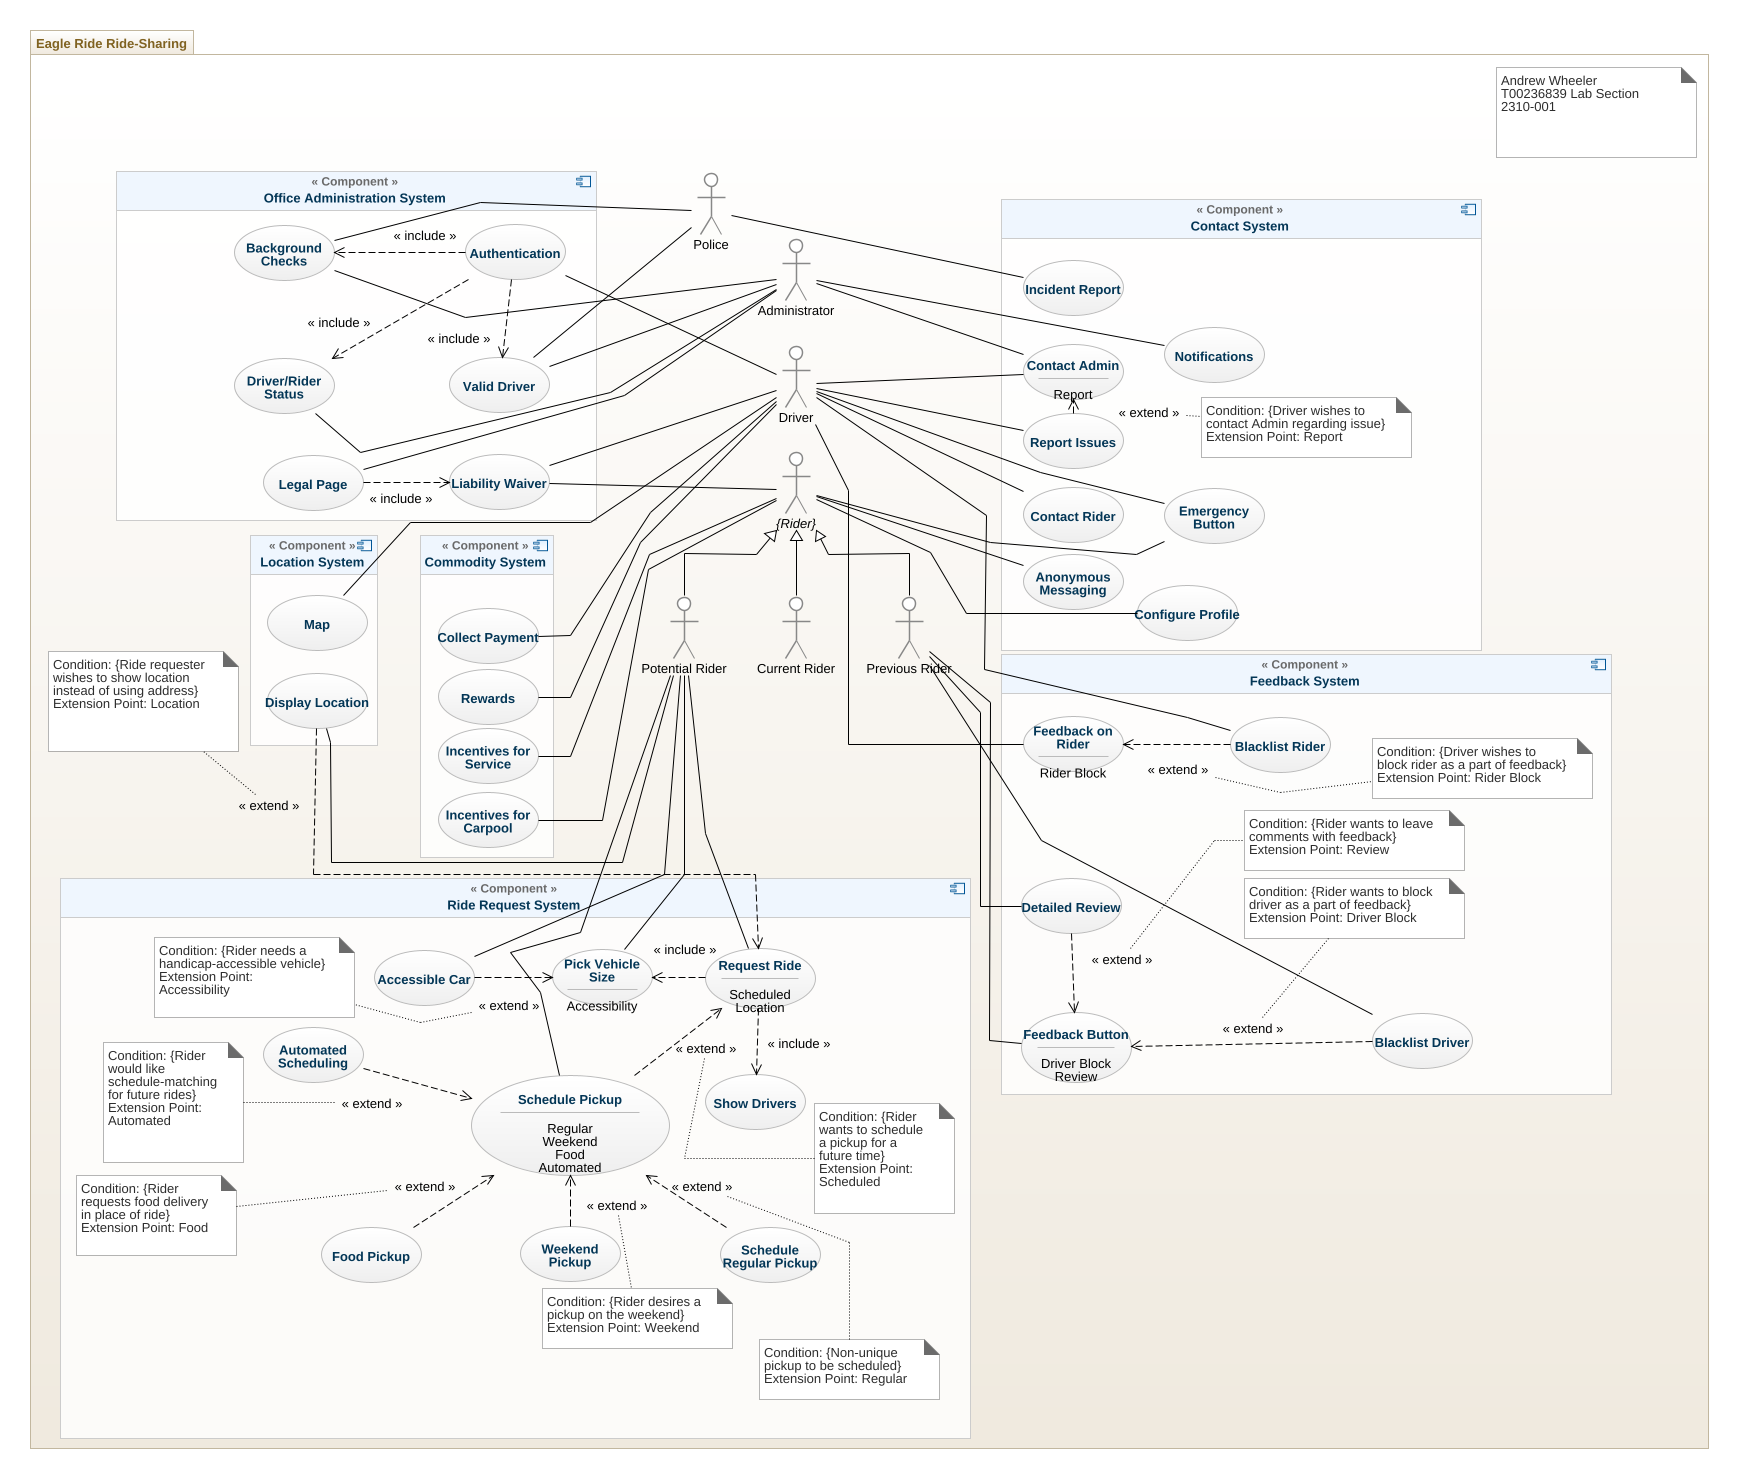 Eagle Ride Ride-Sharing
Andrew Wheeler
T00236839 Lab Section
2310-001
« Component »
Office Administration System
Background
Checks
« include »
Authentication
« include »
« include »
Driver/Rider
Status
Valid Driver
Legal Page
« include »
Liability Waiver
Police
Administrator
Driver
{Rider}
Potential Rider
Current Rider
Previous Rider
« Component »
Contact System
Incident Report
Notifications
Contact Admin
Report
« extend »
Condition: {Driver wishes to
contact Admin regarding issue}
Extension Point: Report
Report Issues
Contact Rider
Emergency
Button
Anonymous
Messaging
Configure Profile
« Component »
Location System
Map
Display Location
Condition: {Ride requester
wishes to show location
instead of using address}
Extension Point: Location
« extend »
« Component »
Commodity System
Collect Payment
Rewards
Incentives for
Service
Incentives for
Carpool
« Component »
Feedback System
Feedback on
Rider
Rider Block
« extend »
Blacklist Rider
Condition: {Driver wishes to
block rider as a part of feedback}
Extension Point: Rider Block
Condition: {Rider wants to leave
comments with feedback}
Extension Point: Review
Condition: {Rider wants to block
driver as a part of feedback}
Extension Point: Driver Block
Detailed Review
« extend »
« extend »
Feedback Button
Driver Block
Review
Blacklist Driver
« Component »
Ride Request System
Condition: {Rider needs a
handicap-accessible vehicle}
Extension Point:
Accessibility
Accessible Car
« extend »
Pick Vehicle
Size
Accessibility
« include »
Request Ride
Scheduled
Location
Automated
Scheduling
Condition: {Rider
would like
schedule-matching
for future rides}
Extension Point:
Automated
« extend »
« extend »
« include »
Schedule Pickup
Regular
Weekend
Food
Automated
Show Drivers
Condition: {Rider
wants to schedule
a pickup for a
future time}
Extension Point:
Scheduled
Condition: {Rider
requests food delivery
in place of ride}
Extension Point: Food
« extend »
« extend »
« extend »
Food Pickup
Weekend
Pickup
Schedule
Regular Pickup
Condition: {Rider desires a
pickup on the weekend}
Extension Point: Weekend
Condition: {Non-unique
pickup to be scheduled}
Extension Point: Regular